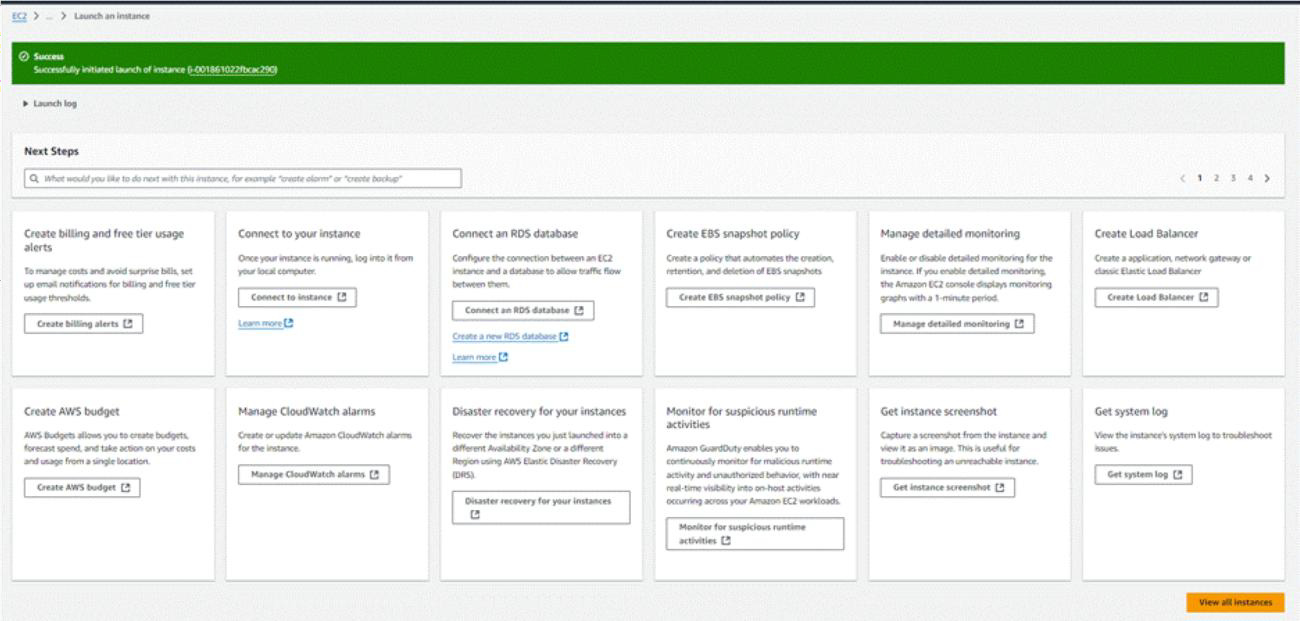 EC2 > ... > Launch an instance
Success
Successfully initiated launch of instance (i-001861022fbcac290)
Launch log
Next Steps
What would you like to do next with this instance, for example "create alarm" or "create backup"
< 1 2 3 4 >
Create billing and free tier usage
alerts
To manage costs and avoid surprise bills, set
up email notifications for billing and free tier
usage thresholds.
Create billing alerts
Connect to your instance
Once your instance is running, log into it from
your local computer.
Connect to instance
Learn more
Connect an RDS database
Configure the connection between an EC2
instance and a database to allow traffic flow
between them.
Connect an RDS database
Create a new RDS database
Learn more
Create EBS snapshot policy
Create a policy that automates the creation,
retention, and deletion of EBS snapshots
Create EBS snapshot policy
Manage detailed monitoring
Enable or disable detailed monitoring for the
instance. If you enable detailed monitoring,
the Amazon EC2 console displays monitoring
graphs with a 1-minute period.
Manage detailed monitoring
Create Load Balancer
Create a application, network gateway or
classic Elastic Load Balancer
Create Load Balancer
Create AWS budget
AWS Budgets allows you to create budgets,
forecast spend, and take action on your costs
and usage from a single location.
Create AWS budget
Manage CloudWatch alarms
Create or update Amazon CloudWatch alarms
for the instance.
Manage CloudWatch alarms
Disaster recovery for your instances
Recover the instances you just launched into a
different Availability Zone or a different
Region using AWS Elastic Disaster Recovery
(DRS).
Disaster recovery for your instances
Monitor for suspicious runtime
activities
Amazon GuardDuty enables you to
continuously monitor for malicious runtime
activity and unauthorized behavior, with near
real-time visibility into on-host activities
occurring across your Amazon EC2 workloads.
Monitor for suspicious runtime
activities
Get instance screenshot
Capture a screenshot from the instance and
view it as an image. This is useful for
troubleshooting an unreachable instance.
Get instance screenshot
Get system log
View the instance's system log to troubleshoot
issues.
Get system log
View all instances